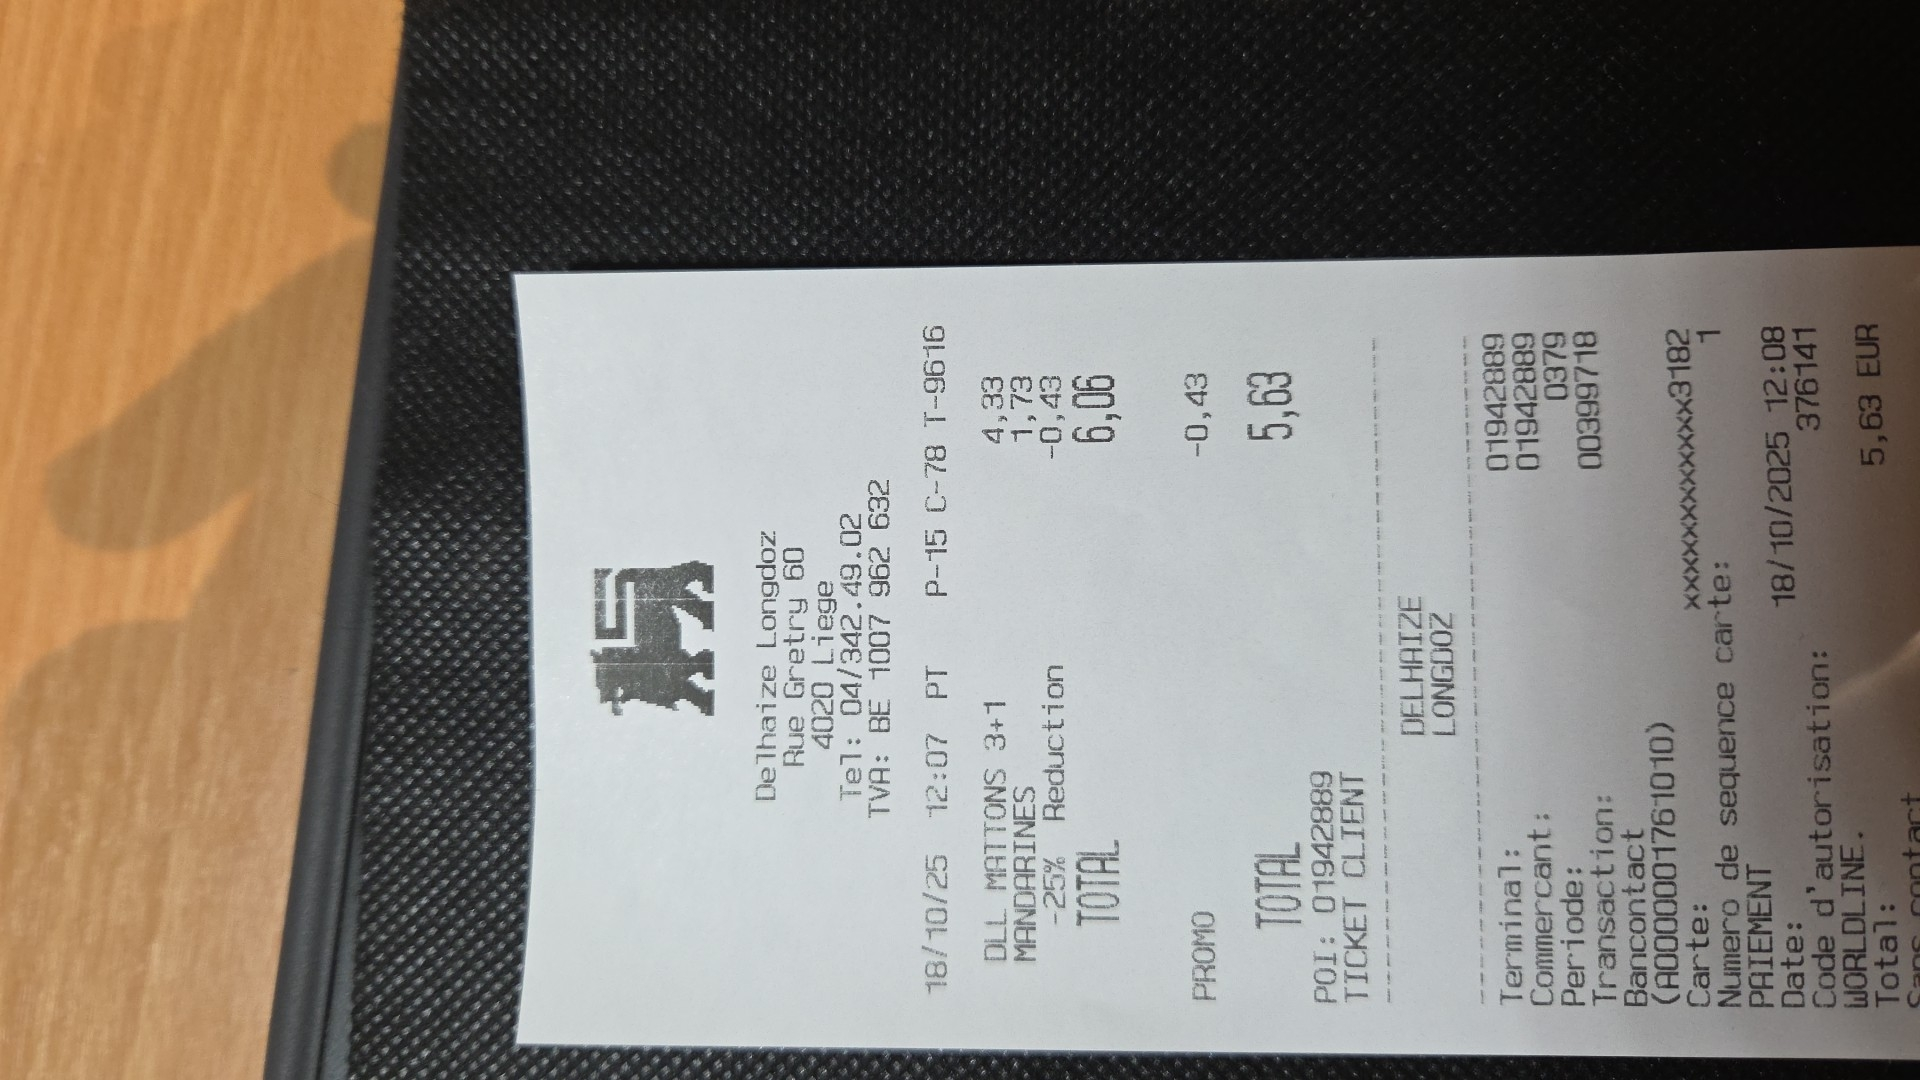 Delhaize Longdoz
Rue Gretry 60
4020 Liege
Tel: 04/342.49.02
TVA: BE 1007 962 632
18/10/25 12:07 PT P-15 C-78 T-9616
DLL MATTONS 3+1 4,33
MANDARINES 1,73
-25% Reduction -0,43
TOTAL 6,06
PROMO -0,43
TOTAL 5,63
POI: 01942889
TICKET CLIENT
DELHAIZE
LONGDOZ
Terminal: 01942889
Commercant: 01942889
Periode: 0379
Transaction: 00399718
Bancontact
(A0000001761010)
Carte: xxxxxxxxxxxxx3182
Numero de sequence carte: 1
PAIEMENT
Date: 18/10/2025 12:08
Code d'autorisation: 376141
WORLDLINE.
Total: 5,63 EUR
Sans contact